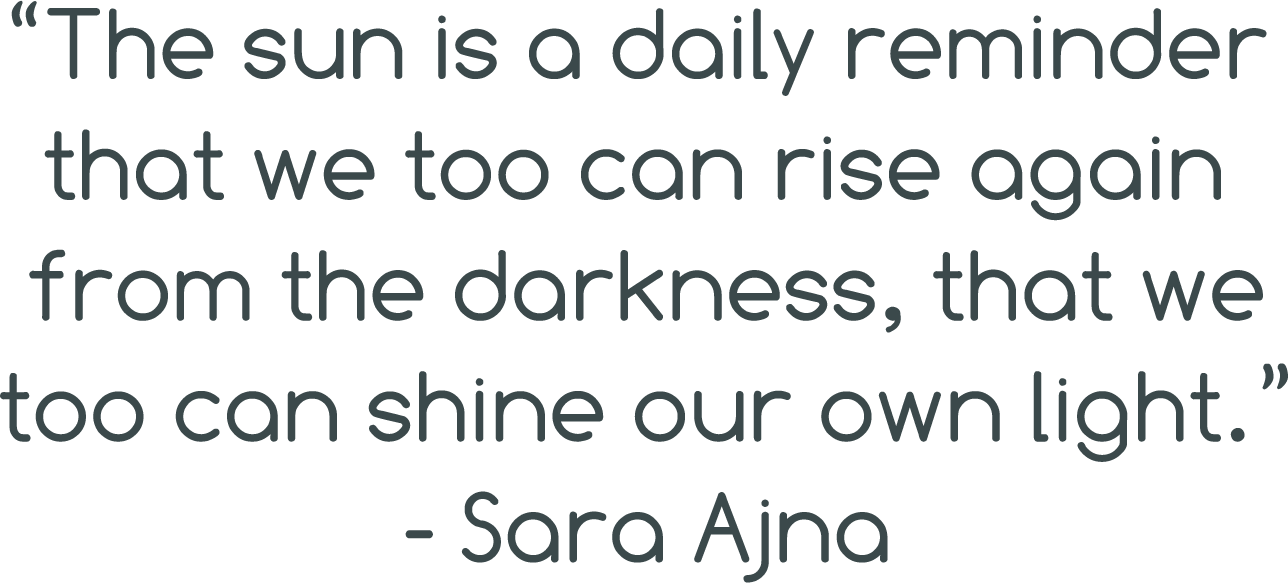 “The sun is a daily reminder
that we too can rise again
from the darkness, that we
too can shine our own light.”
- Sara Ajna